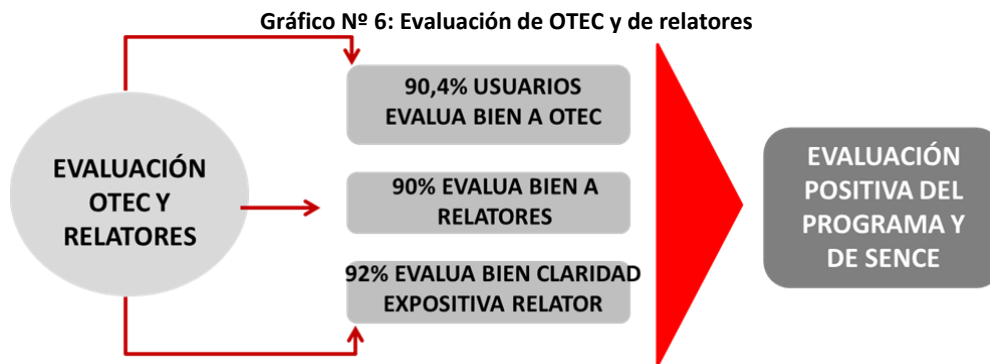 Gráfico Nº 6: Evaluación de OTEC y de relatores
EVALUACIÓN
OTEC Y
RELATORES
90,4% USUARIOS
EVALUA BIEN A OTEC
90% EVALUA BIEN A
RELATORES
92% EVALUA BIEN CLARIDAD
EXPOSITIVA RELATOR
EVALUACIÓN
POSITIVA DEL
PROGRAMA Y
DE SENCE